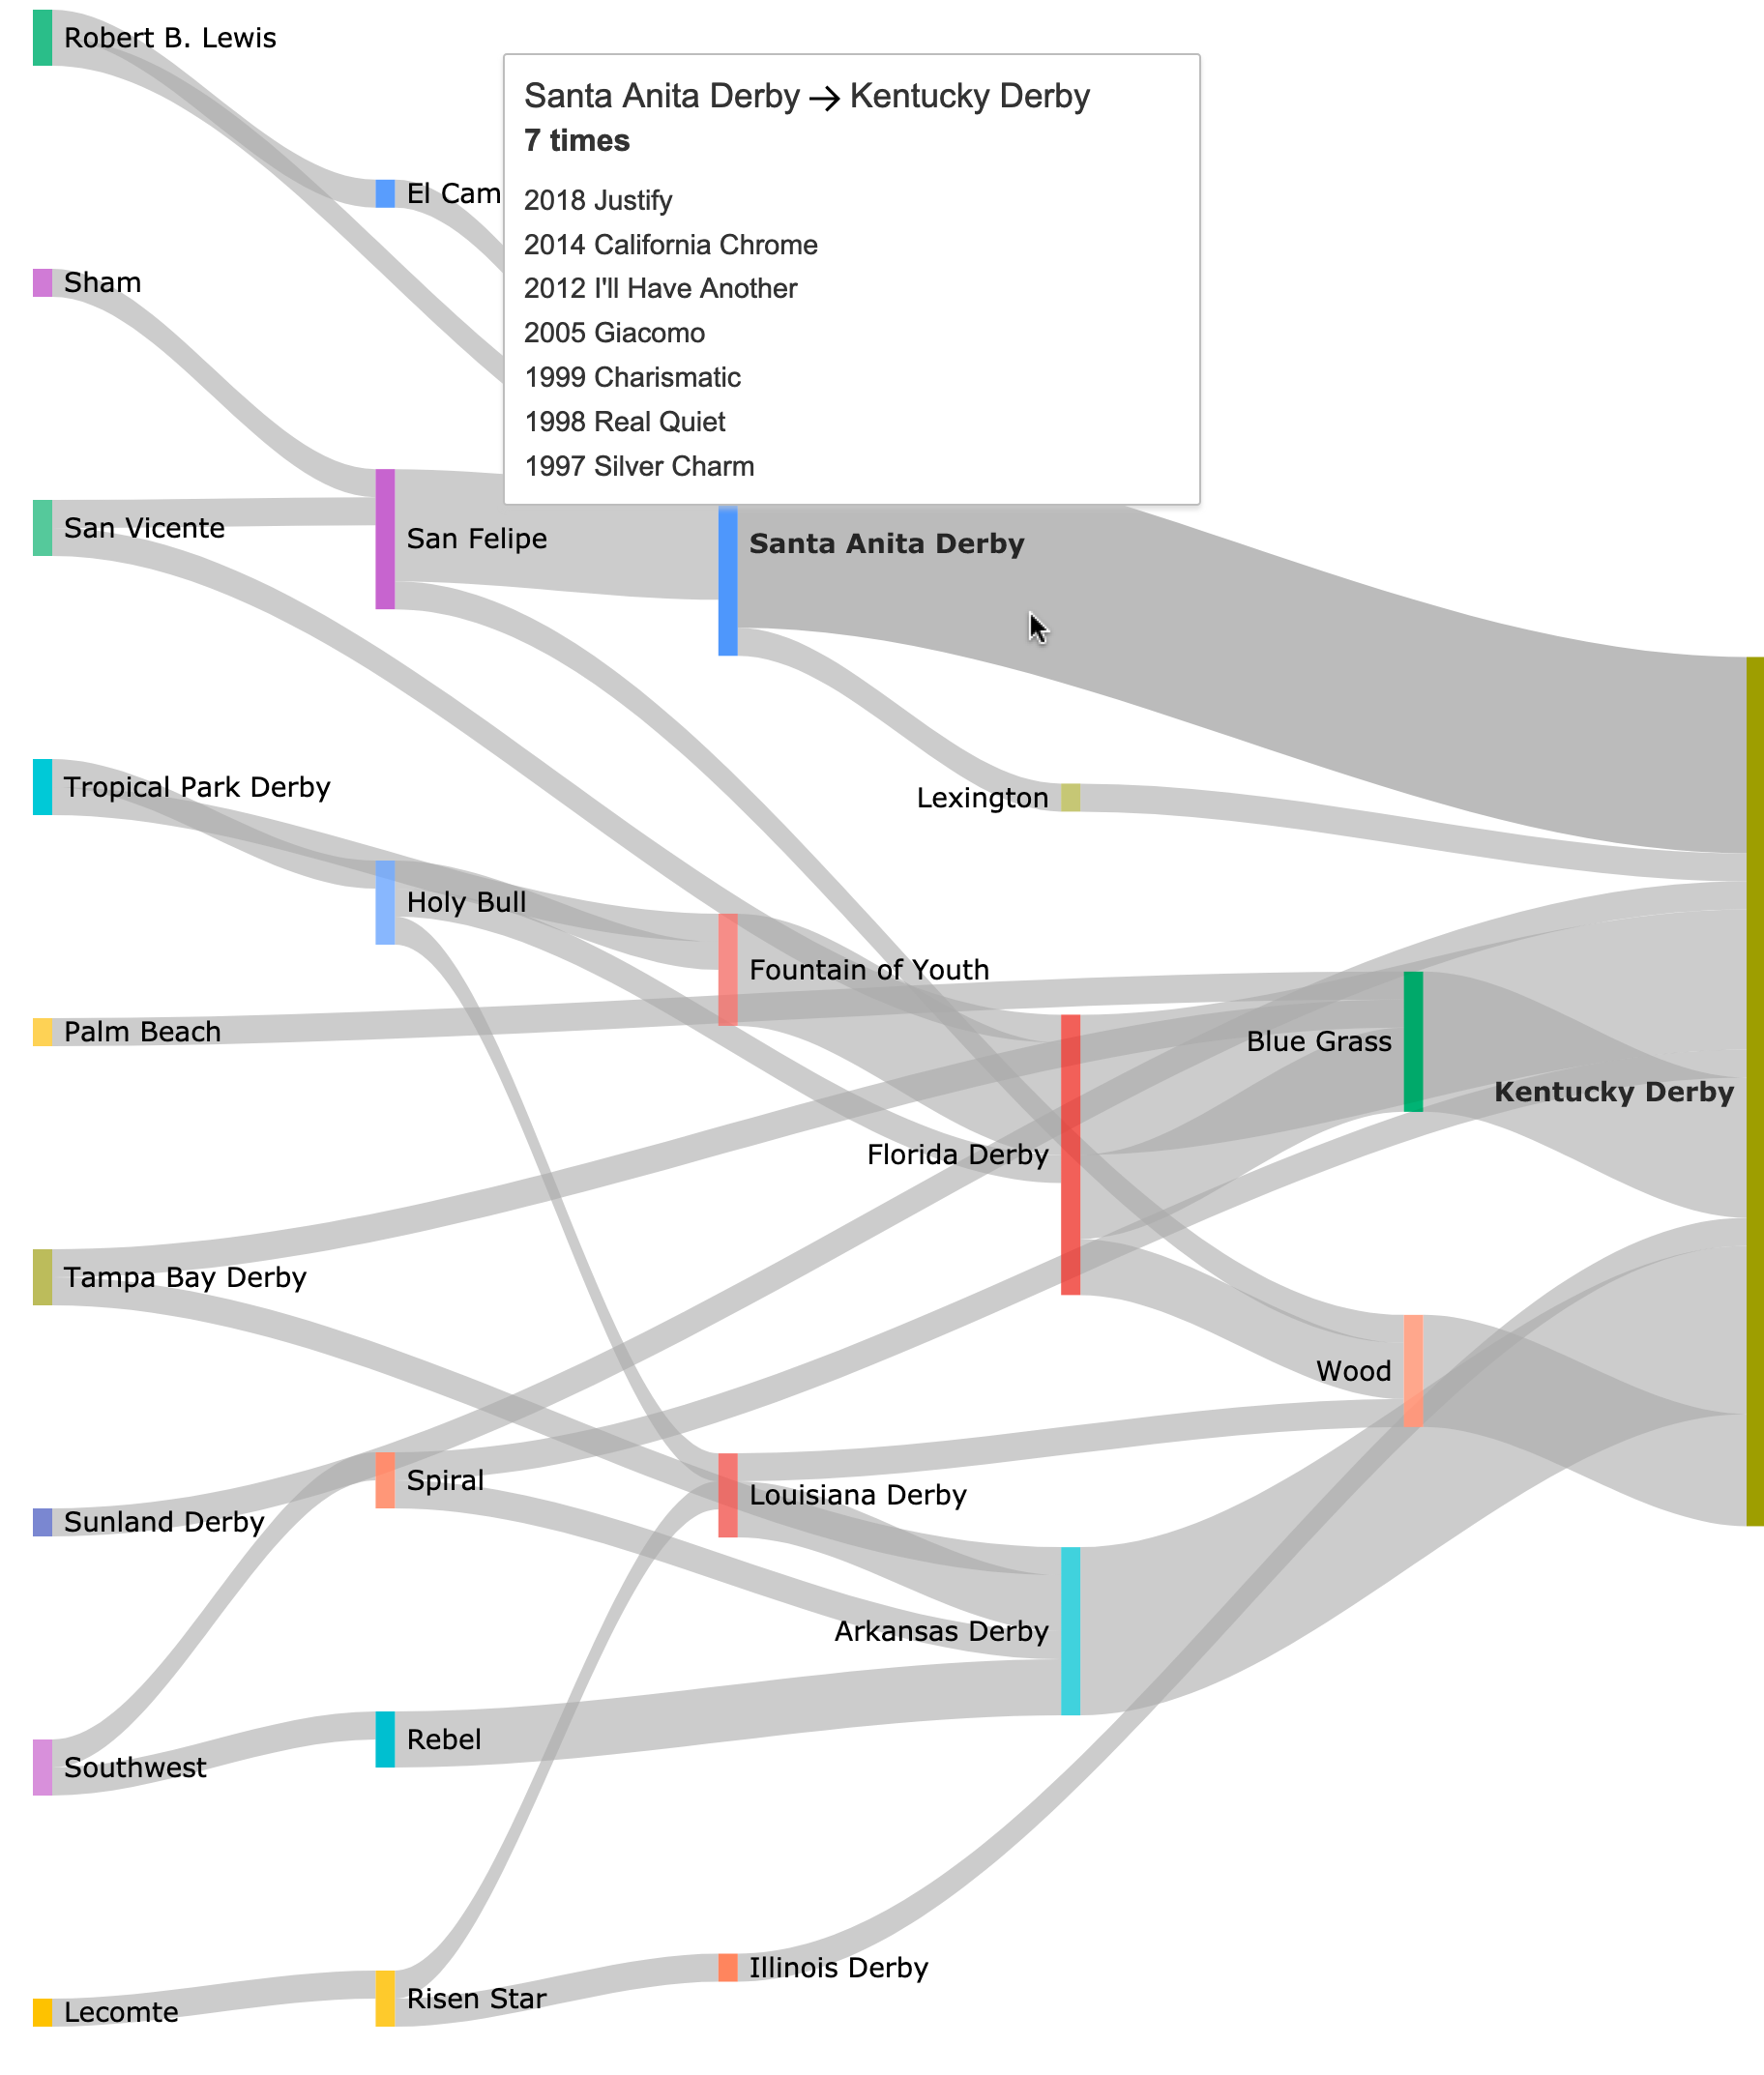 Robert B. Lewis
Santa Anita Derby → Kentucky Derby
7 times
2018 Justify
2014 California Chrome
2012 I'll Have Another
2005 Giacomo
1999 Charismatic
1998 Real Quiet
1997 Silver Charm
El Cam
Sham
San Vicente
San Felipe
Santa Anita Derby
Tropical Park Derby
Lexington
Holy Bull
Fountain of Youth
Palm Beach
Blue Grass
Kentucky Derby
Florida Derby
Tampa Bay Derby
Wood
Spiral
Louisiana Derby
Sunland Derby
Arkansas Derby
Rebel
Southwest
Illinois Derby
Risen Star
Lecomte